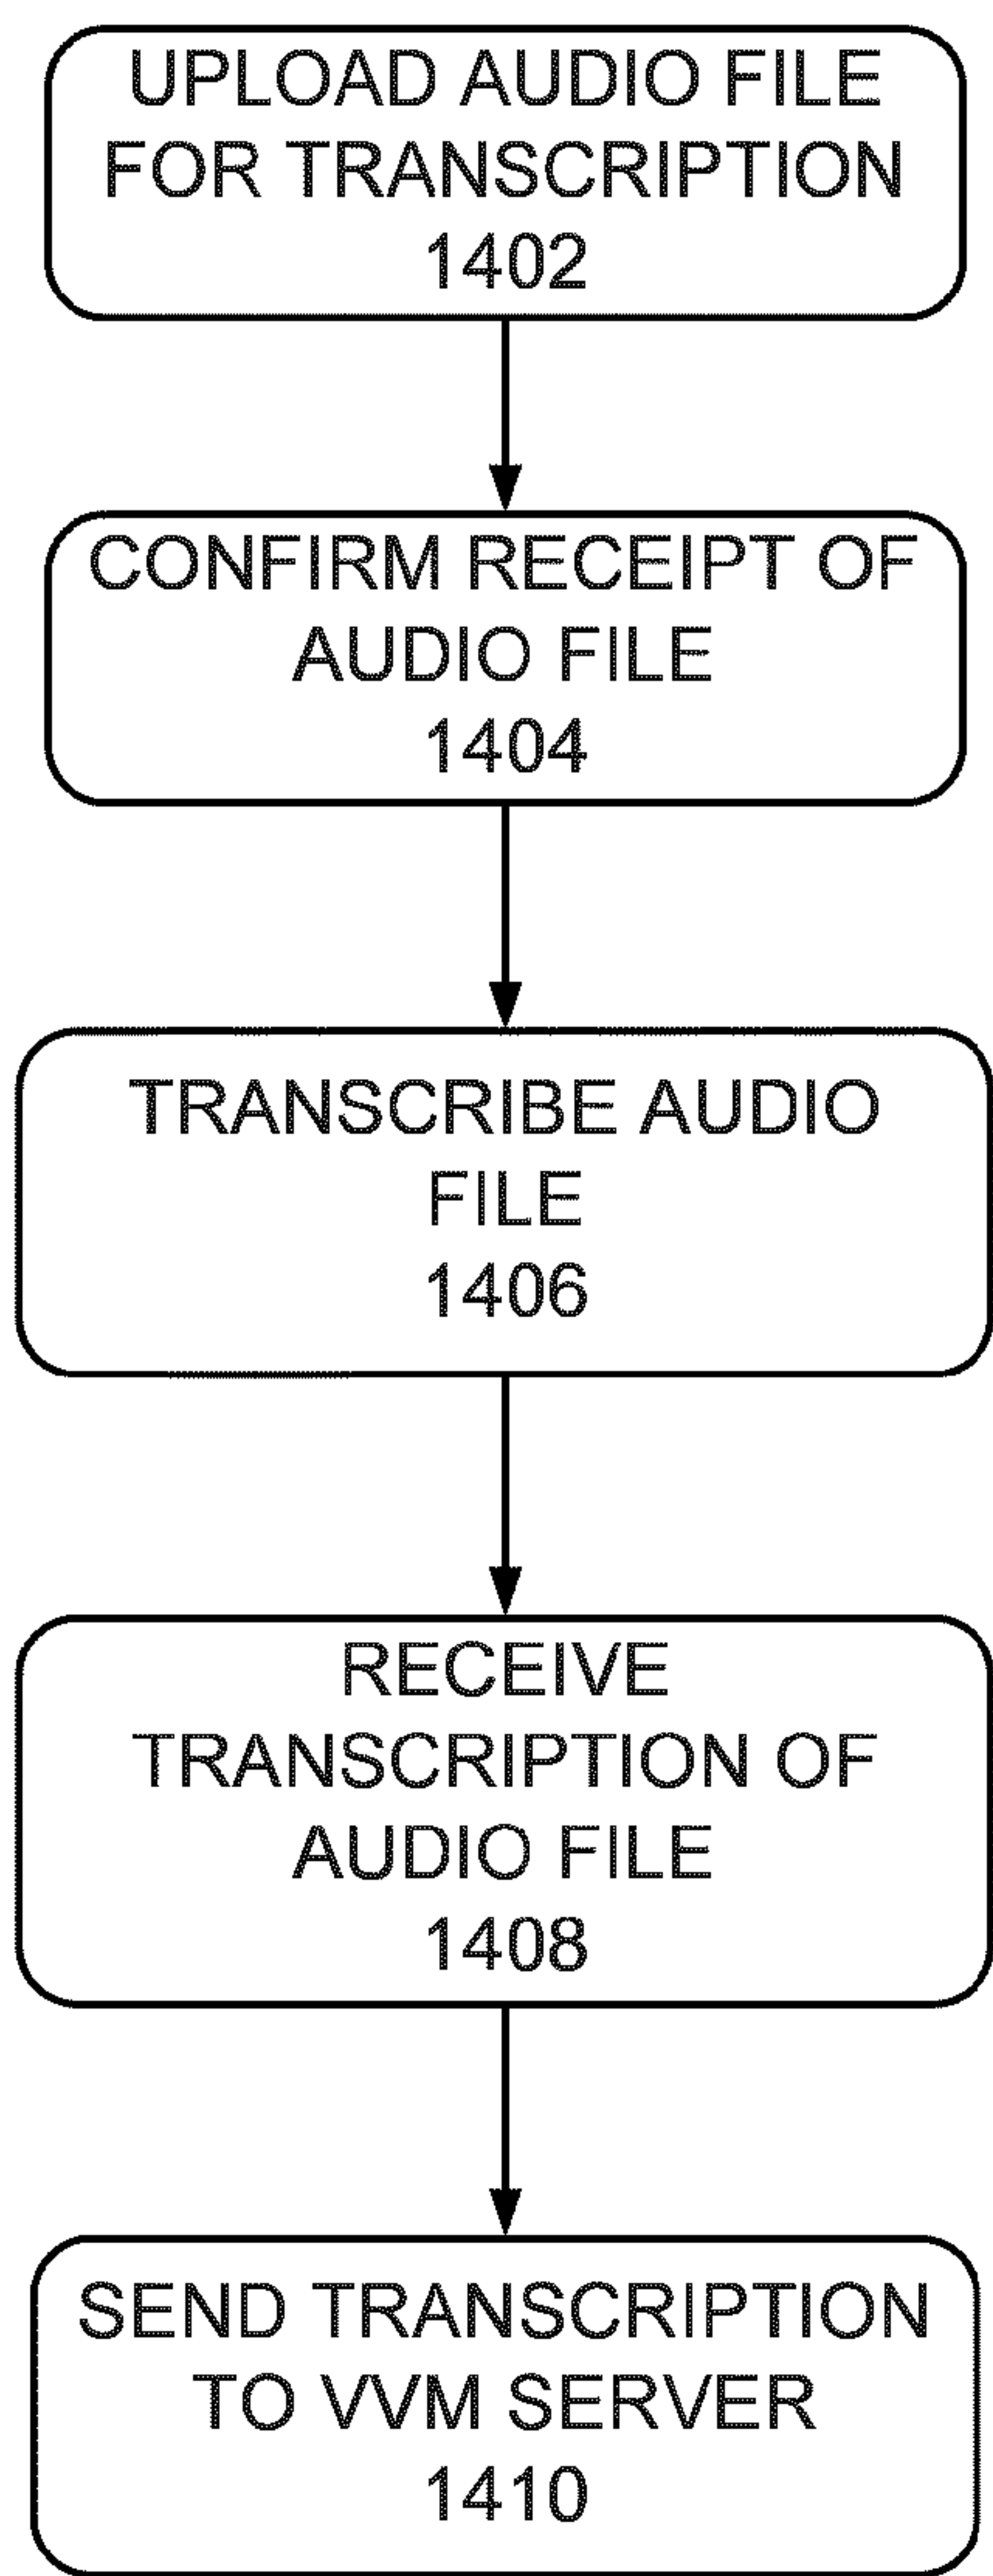 UPLOAD AUDIO FILE
FOR TRANSCRIPTION
1402
CONFIRM RECEIPT OF
AUDIO FILE
1404
TRANSCRIBE AUDIO
FILE
1406
RECEIVE
TRANSCRIPTION OF
AUDIO FILE
1408
SEND TRANSCRIPTION
TO VVM SERVER
1410